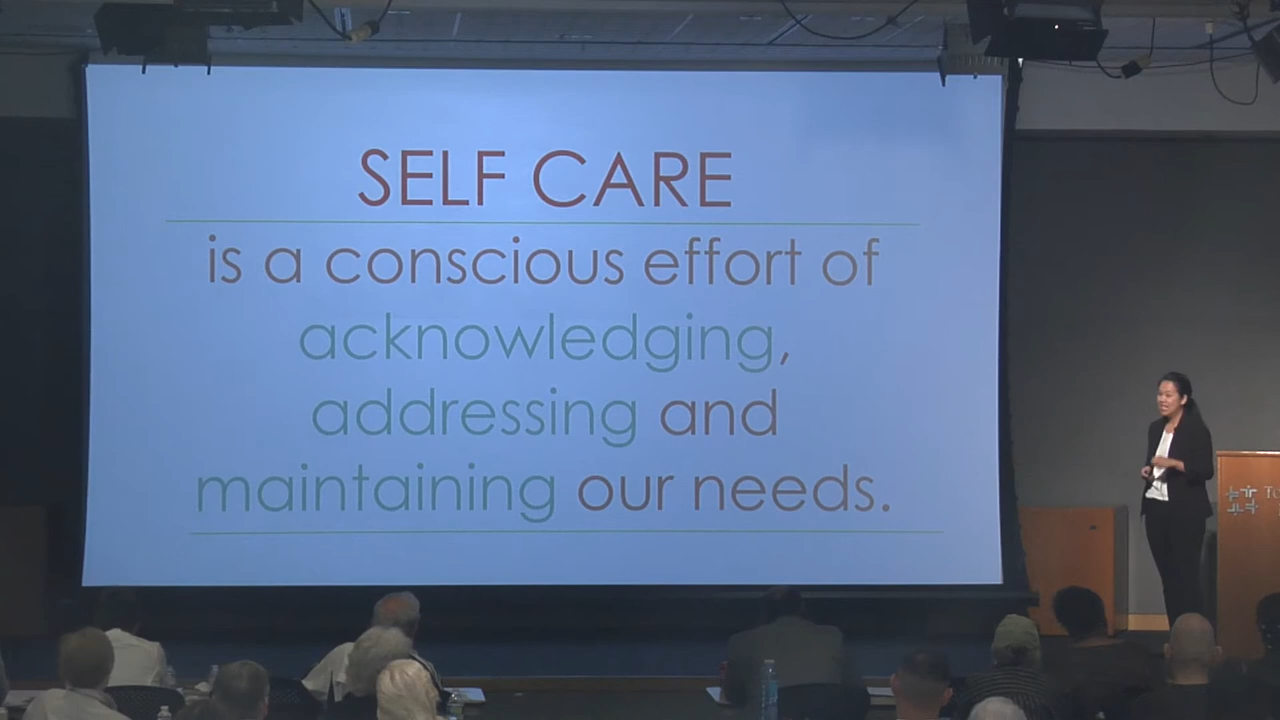 SELF CARE
is a conscious effort of
acknowledging,
addressing and
maintaining our needs.